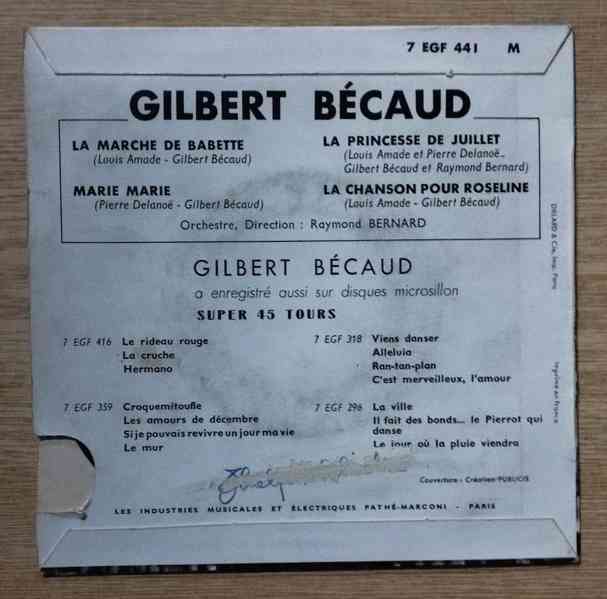 7 EGF 441 M
GILBERT BÉCAUD
LA MARCHE DE BABETTE
(Louis Amade - Gilbert Bécaud)
MARIE MARIE
(Pierre Delanoë - Gilbert Bécaud)
LA PRINCESSE DE JUILLET
(Louis Amade et Pierre Delanoë_
Gilbert Bécaud et Raymond Bernard)
LA CHANSON POUR ROSELINE
(Louis Amade - Gilbert Bécaud)
Orchestre, Direction : Raymond BERNARD
GILBERT BÉCAUD
a enregistré aussi sur disques microsillon
SUPER 45 TOURS
7 EGF 416 Le rideau rouge
La cruche
Hermano
7 EGF 318 Viens danser
Alleluia
Ran-tan-plan
C'est merveilleux, l'amour
7 EGF 359 Croquemitoufle
Les amours de décembre
Si je pouvais revivre un jour ma vie
Le mur
7 EGF 296 La ville
Il fait des bonds... le Pierrot qui
danse
Le jour où la pluie viendra
Couverture - Création PUBLICIS
LES INDUSTRIES MUSICALES ET ÉLECTRIQUES PATHÉ-MARCONI - PARIS
& Cie, Imp. Paris
Imprimé en France